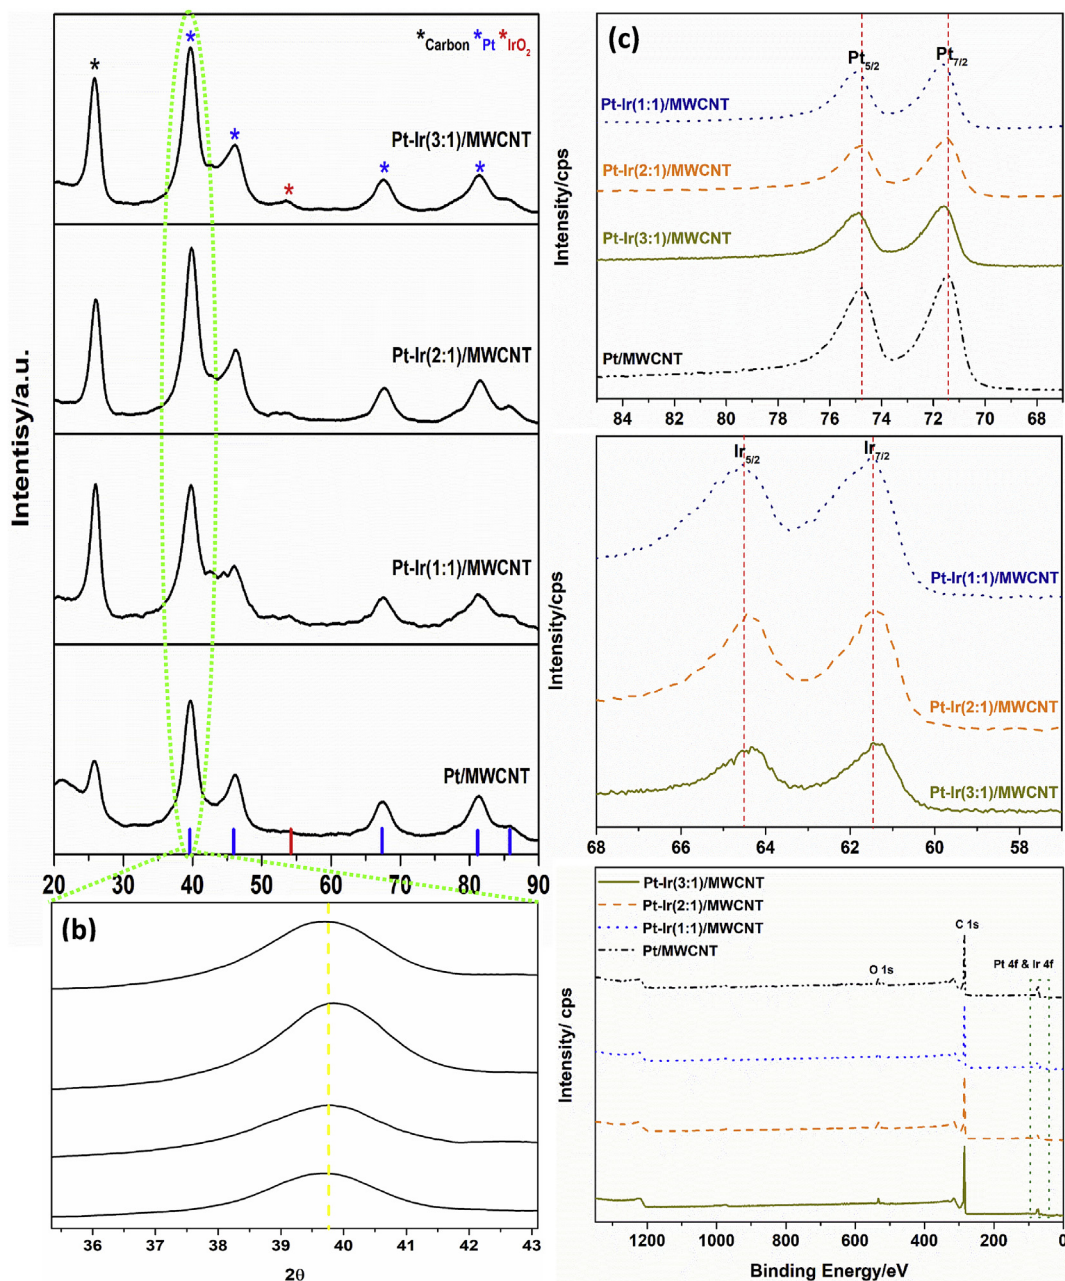 *Carbon *Pt *IrO2
*
*
*
*
*
*
Pt-Ir(3:1)/MWCNT
Pt-Ir(2:1)/MWCNT
Pt-Ir(1:1)/MWCNT
Pt/MWCNT
Intentisy/a.u.
20 30 40 50 60 70 80 90
(b)
36 37 38 39 40 41 42 43
2θ
(c)
Pt5/2
Pt7/2
Pt-Ir(1:1)/MWCNT
Pt-Ir(2:1)/MWCNT
Pt-Ir(3:1)/MWCNT
Pt/MWCNT
Intensity/cps
84 82 80 78 76 74 72 70 68
Ir5/2
Ir7/2
Pt-Ir(1:1)/MWCNT
Pt-Ir(2:1)/MWCNT
Pt-Ir(3:1)/MWCNT
Intensity/cps
68 66 64 62 60 58
Pt-Ir(3:1)/MWCNT
Pt-Ir(2:1)/MWCNT
Pt-Ir(1:1)/MWCNT
Pt/MWCNT
C 1s
O 1s
Pt 4f & Ir 4f
Intensity/ cps
1200 1000 800 600 400 200 0
Binding Energy/eV